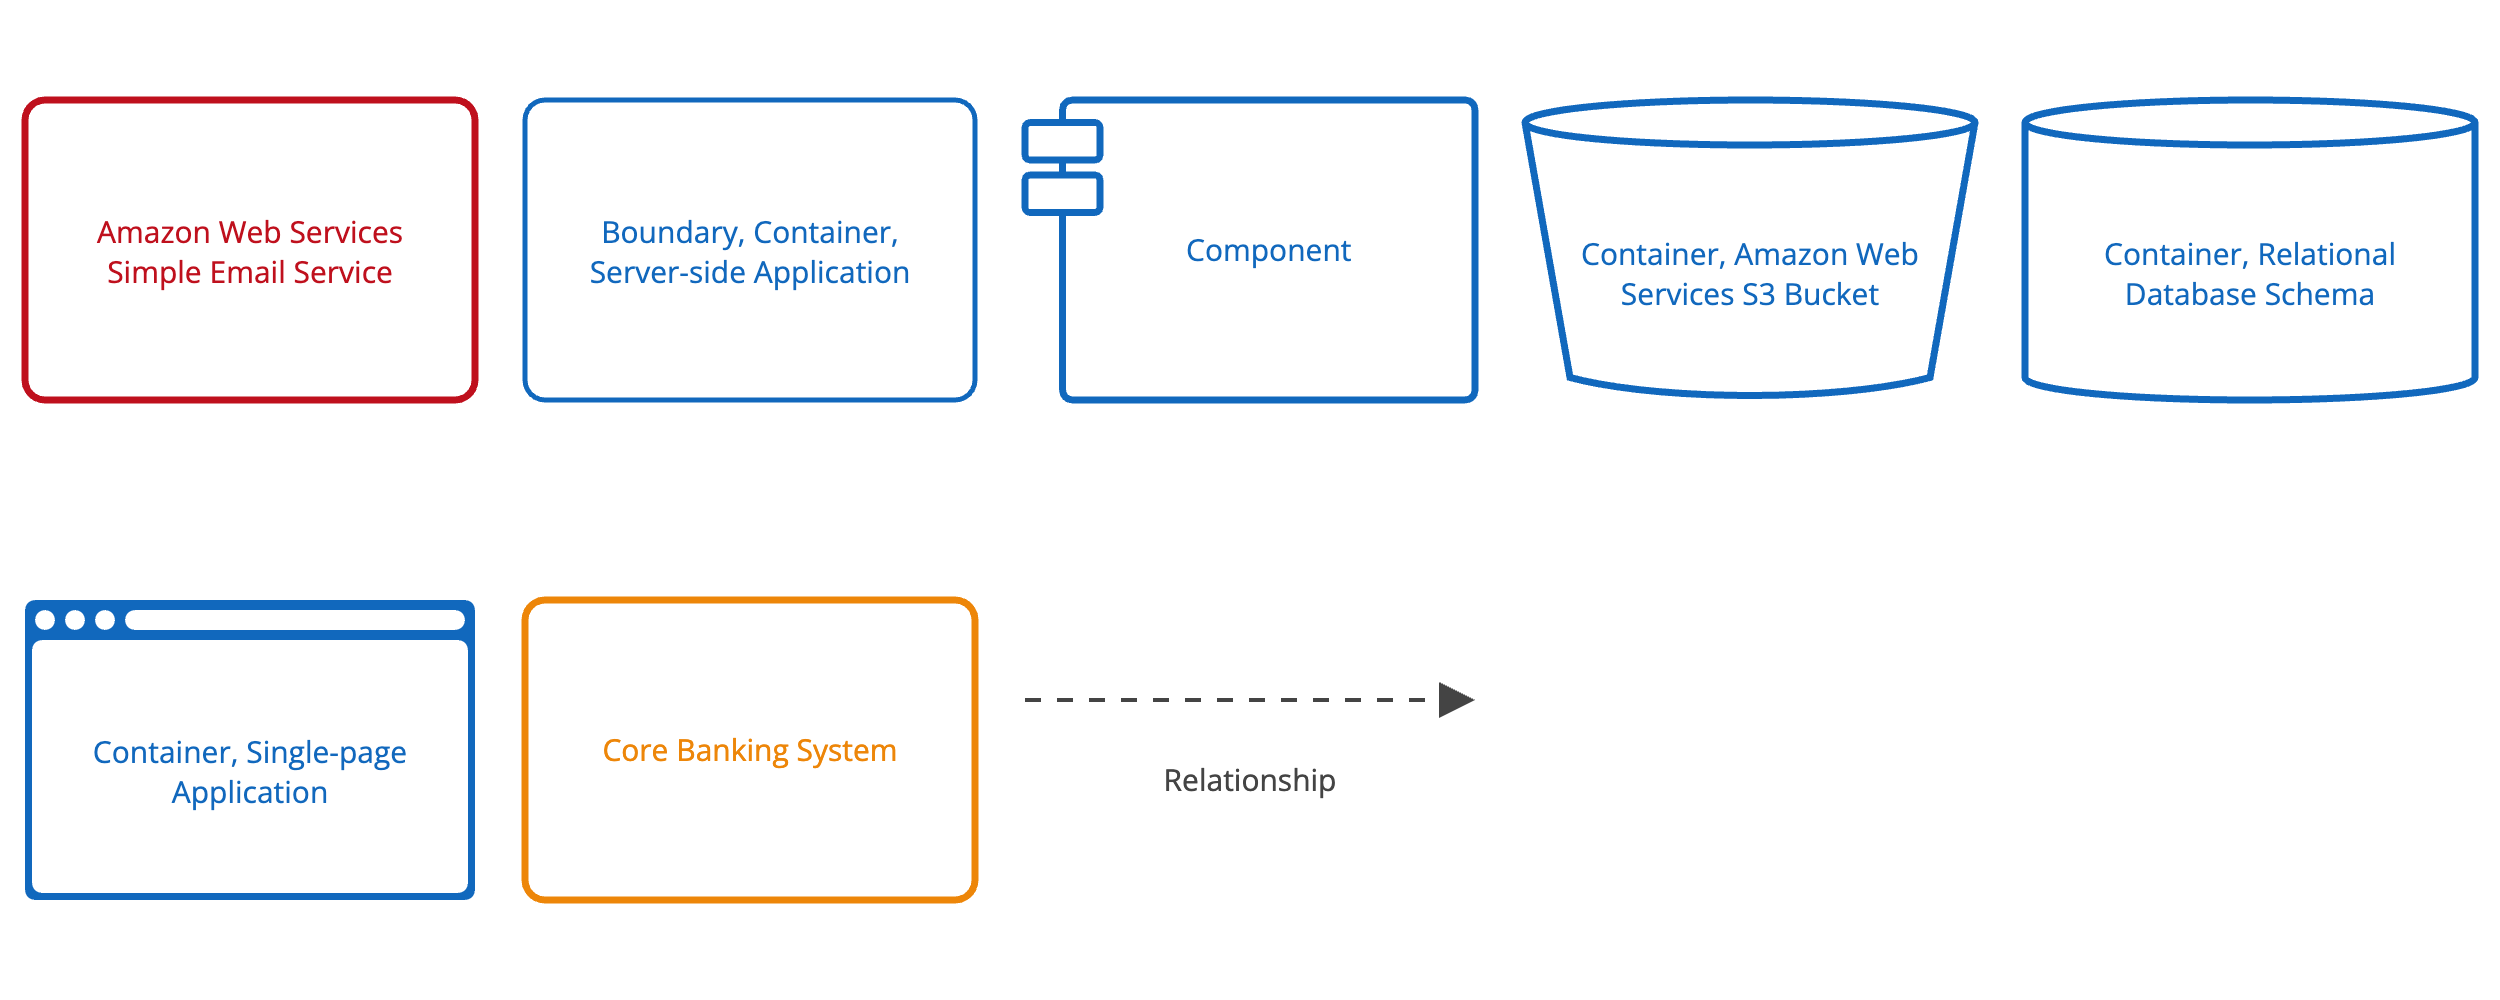 Amazon Web Services
Simple Email Service
Boundary, Container,
Server-side Application
Component
Container, Amazon Web
Services S3 Bucket
Container, Relational
Database Schema
Container, Single-page
Application
Core Banking System
Relationship